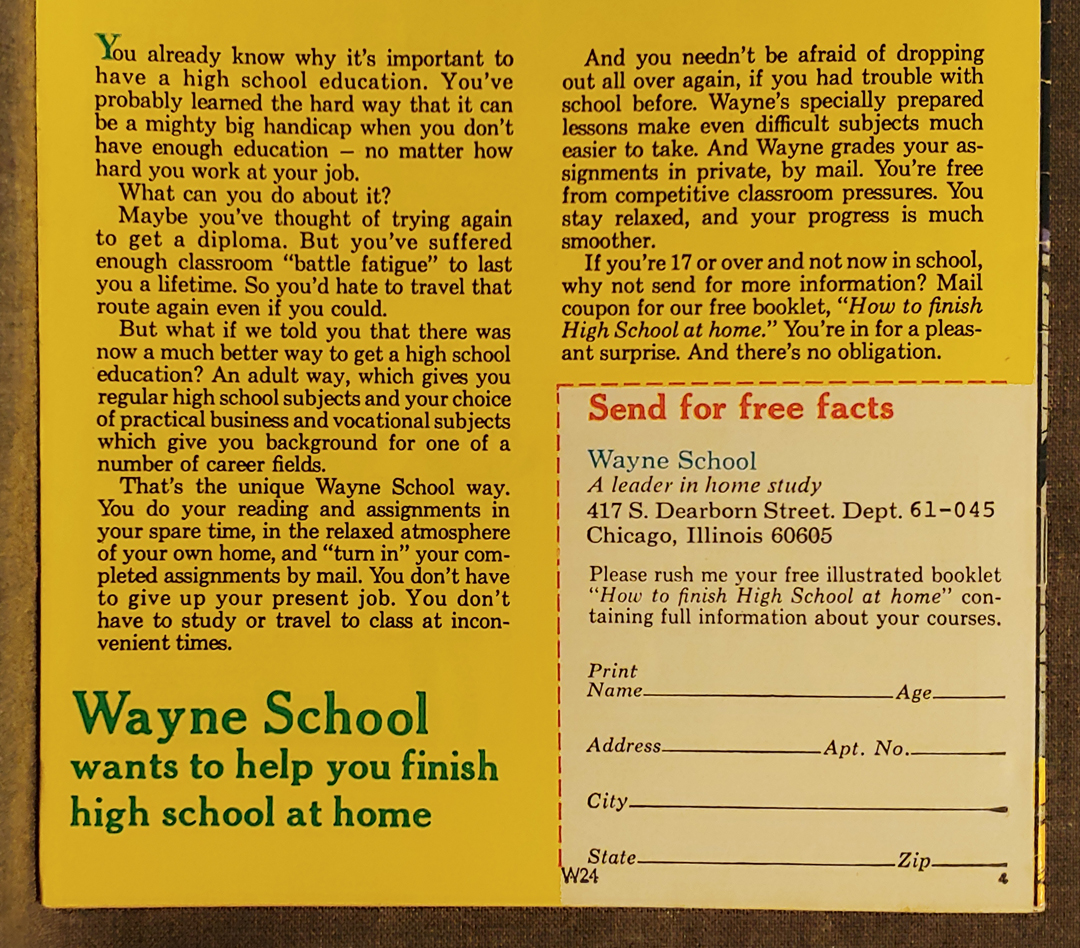 You already know why it's important to
have a high school education. You've
probably learned the hard way that it can
be a mighty big handicap when you don't
have enough education — no matter how
hard you work at your job.
What can you do about it?
Maybe you've thought of trying again
to get a diploma. But you've suffered
enough classroom "battle fatigue" to last
you a lifetime. So you'd hate to travel that
route again even if you could.
But what if we told you that there was
now a much better way to get a high school
education? An adult way, which gives you
regular high school subjects and your choice
of practical business and vocational subjects
which give you background for one of a
number of career fields.
That's the unique Wayne School way.
You do your reading and assignments in
your spare time, in the relaxed atmosphere
of your own home, and "turn in" your com-
pleted assignments by mail. You don't have
to give up your present job. You don't
have to study or travel to class at incon-
venient times.
Wayne School
wants to help you finish
high school at home
And you needn't be afraid of dropping
out all over again, if you had trouble with
school before. Wayne's specially prepared
lessons make even difficult subjects much
easier to take. And Wayne grades your as-
signments in private, by mail. You're free
from competitive classroom pressures. You
stay relaxed, and your progress is much
smoother.
If you're 17 or over and not now in school,
why not send for more information? Mail
coupon for our free booklet, "How to finish
High School at home." You're in for a pleas-
ant surprise. And there's no obligation.
Send for free facts
Wayne School
A leader in home study
417 S. Dearborn Street. Dept. 61-045
Chicago, Illinois 60605
Please rush me your free illustrated booklet
"How to finish High School at home" con-
taining full information about your courses.
Print
Name Age
Address Apt. No.
City
State Zip
W24 4